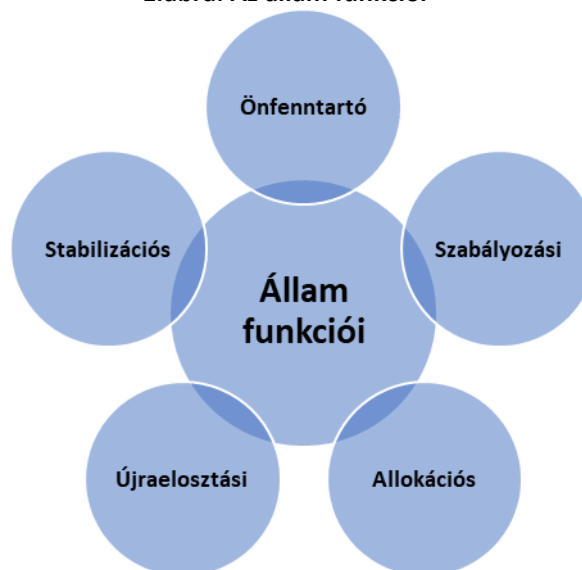 Önfenntartó
Stabilizációs
Szabályozási
Állam
funkciói
Újraelosztási
Allokációs